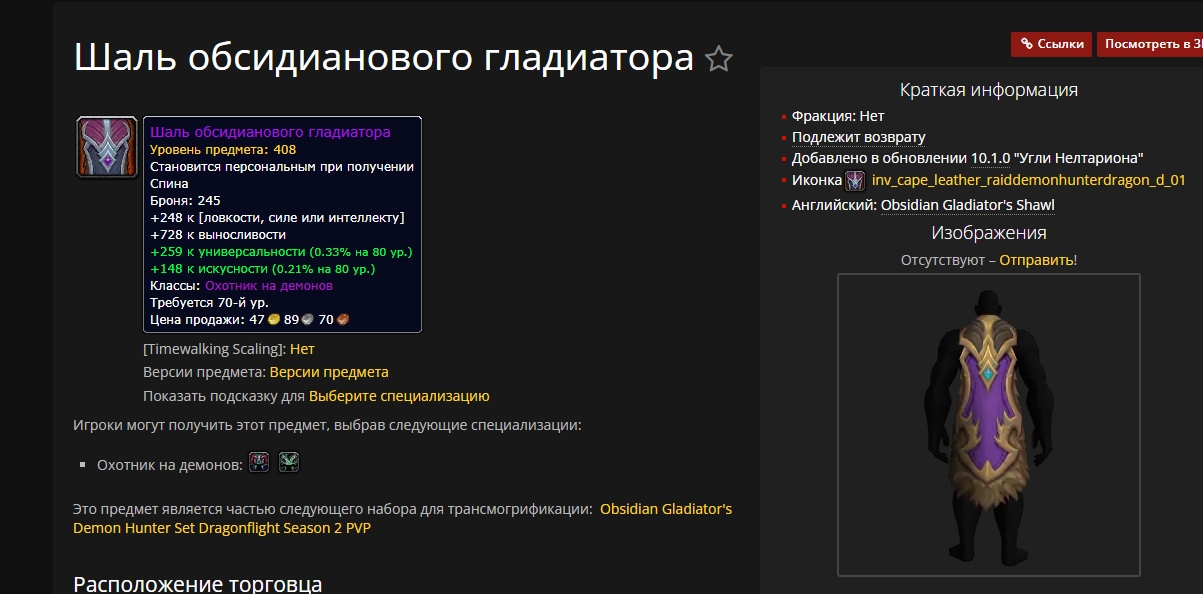 Шаль обсидианового гладиатора
Ссылки
Посмотреть в 3
Шаль обсидианового гладиатора
Уровень предмета: 408
Становится персональным при получении
Спина
Броня: 245
+248 к [ловкости, силе или интеллекту]
+728 к выносливости
+259 к универсальности (0.33% на 80 ур.)
+148 к искусности (0.21% на 80 ур.)
Классы: Охотник на демонов
Требуется 70-й ур.
Цена продажи: 47 89 70
[Timewalking Scaling]: Нет
Версии предмета: Версии предмета
Показать подсказку для Выберите специализацию
Игроки могут получить этот предмет, выбрав следующие специализации:
Охотник на демонов:
Это предмет является частью следующего набора для трансмогрификации: Obsidian Gladiator's
Demon Hunter Set Dragonflight Season 2 PVP
Расположение торговца
Краткая информация
Фракция: Нет
Подлежит возврату
Добавлено в обновлении 10.1.0 "Угли Нелтариона"
Иконка inv_cape_leather_raiddemonhunterdragon_d_01
Английский: Obsidian Gladiator's Shawl
Изображения
Отсутствуют – Отправить!